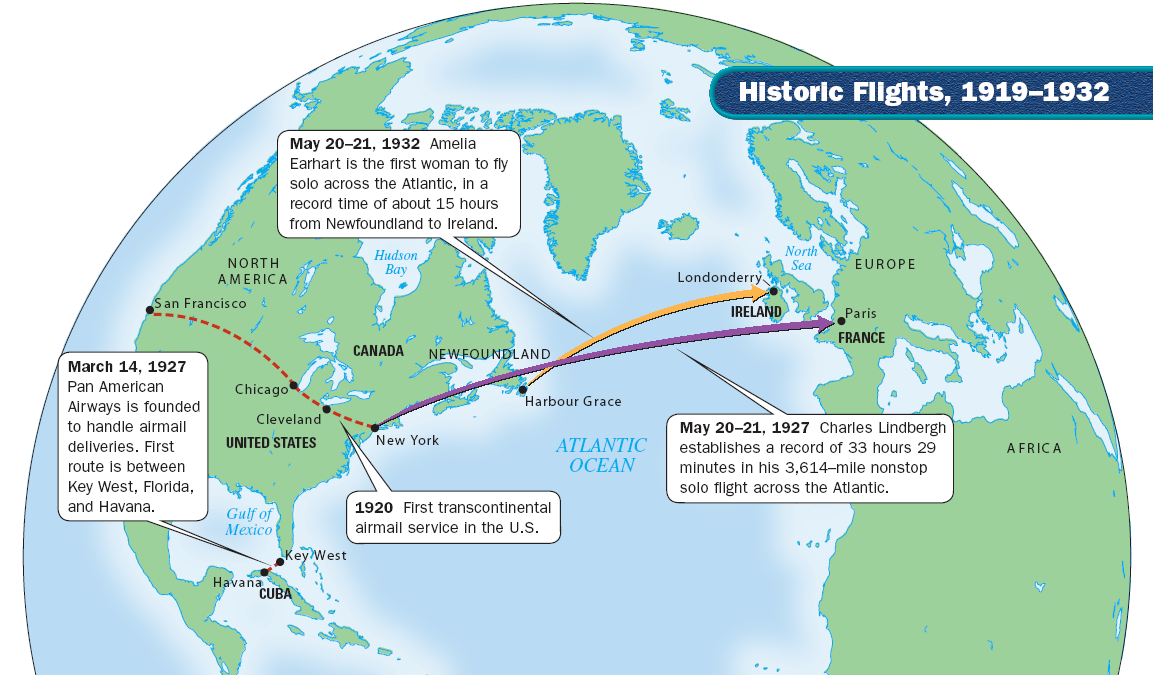 Historic Flights, 1919–1932
May 20–21, 1932 Amelia
Earhart is the first woman to fly
solo across the Atlantic, in a
record time of about 15 hours
from Newfoundland to Ireland.
NORTH
AMERICA
Hudson
Bay
North
Sea
EUROPE
Londonderry
San Francisco
IRELAND
Paris
FRANCE
CANADA
NEWFOUNDLAND
March 14, 1927
Pan American
Airways is founded
to handle airmail
deliveries. First
route is between
Key West, Florida,
and Havana.
Chicago
Harbour Grace
Cleveland
UNITED STATES
New York
ATLANTIC
OCEAN
May 20–21, 1927 Charles Lindbergh
establishes a record of 33 hours 29
minutes in his 3,614–mile nonstop
solo flight across the Atlantic.
AFRICA
1920 First transcontinental
airmail service in the U.S.
Gulf of
Mexico
Key West
Havana
CUBA